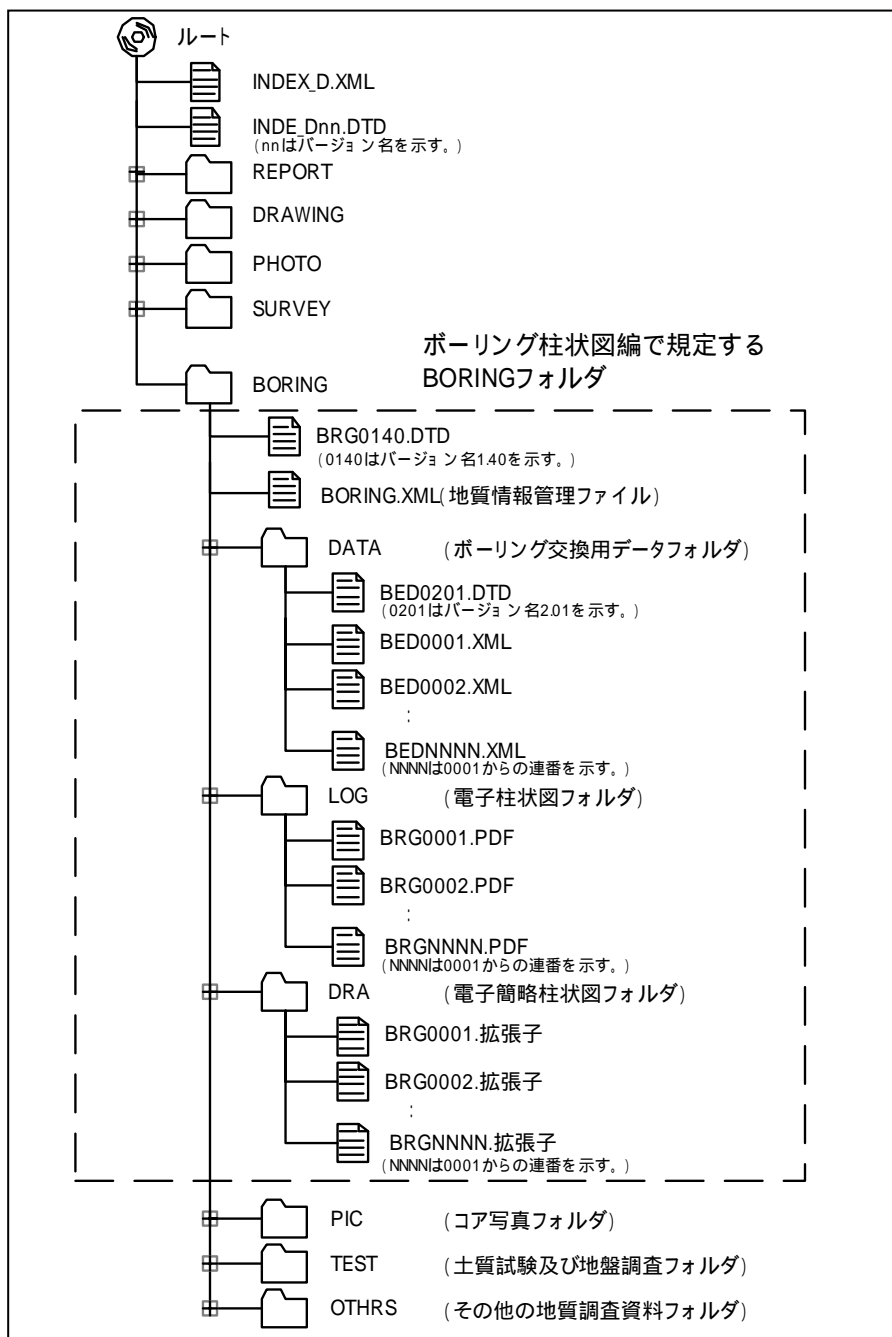 ルート
INDEX_D.XML
INDE_Dnn.DTD
(nnはバージョン名を示す。)
REPORT
DRAWING
PHOTO
SURVEY
ボーリング柱状図編で規定する
BORINGフォルダ
BORING
BRG0140.DTD
(0140はバージョン名1.40を示す。)
BORING.XML(地質情報管理ファイル)
DATA (ボーリング交換用データフォルダ)
BED0201.DTD
(0201はバージョン名2.01を示す。)
BED0001.XML
BED0002.XML
:
BEDNNNN.XML
(NNNNは0001からの連番を示す。)
LOG (電子柱状図フォルダ)
BRG0001.PDF
BRG0002.PDF
:
BRGNNNN.PDF
(NNNNは0001からの連番を示す。)
DRA (電子簡略柱状図フォルダ)
BRG0001.拡張子
BRG0002.拡張子
:
BRGNNNN.拡張子
(NNNNは0001からの連番を示す。)
PIC (コア写真フォルダ)
TEST (土質試験及び地盤調査フォルダ)
OTHRS (その他の地質調査資料フォルダ)